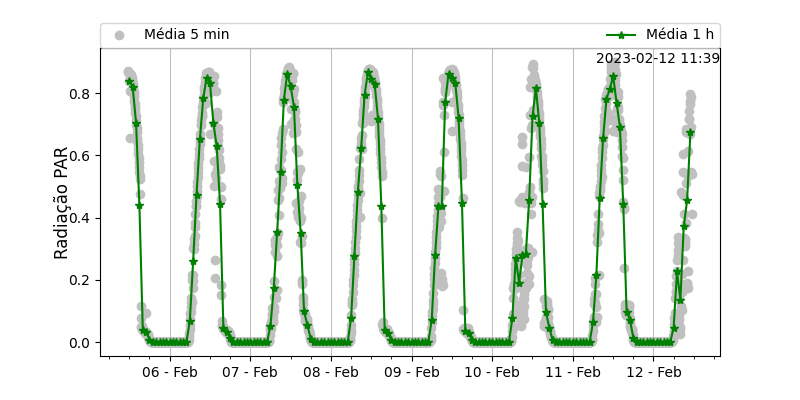 Média 5 min
Média 1 h
2023-02-12 11:39
Radiação PAR
0.8
0.6
0.4
0.2
0.0
06 - Feb
07 - Feb
08 - Feb
09 - Feb
10 - Feb
11 - Feb
12 - Feb